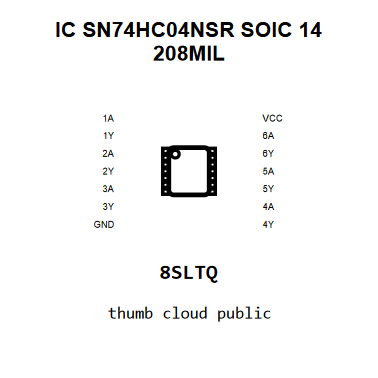 IC SN74HC04NSR SOIC 14
208MIL
1A VCC
1Y 6A
2A 6Y
2Y 5A
3A 5Y
3Y 4A
GND 4Y
8SLTQ
thumb cloud public